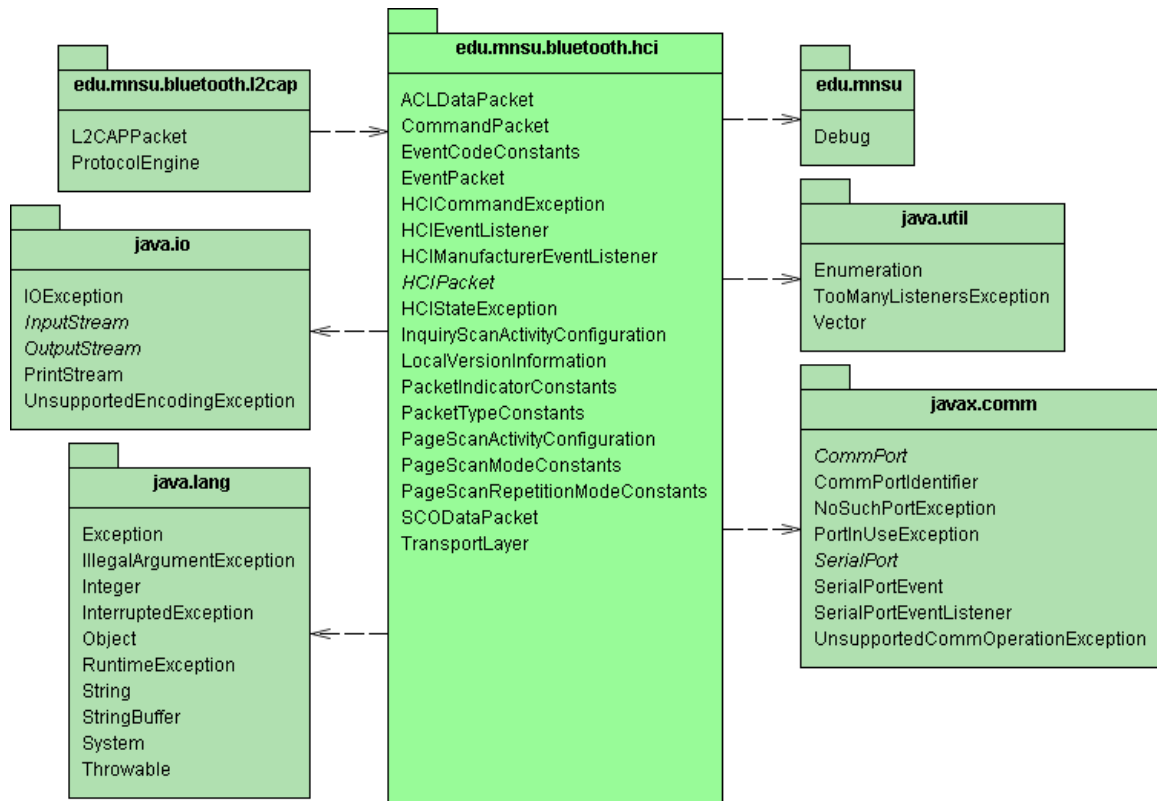 edu.mnsu.bluetooth.l2cap
L2CAPPacket
ProtocolEngine
java.io
IOException
InputStream
OutputStream
PrintStream
UnsupportedEncodingException
java.lang
Exception
IllegalArgumentException
Integer
InterruptedException
Object
RuntimeException
String
StringBuffer
System
Throwable
edu.mnsu.bluetooth.hci
ACLDataPacket
CommandPacket
EventCodeConstants
EventPacket
HCICommandException
HCIEventListener
HCIManufacturerEventListener
HCIPacket
HCIStateException
InquiryScanActivityConfiguration
LocalVersionInformation
PacketIndicatorConstants
PacketTypeConstants
PageScanActivityConfiguration
PageScanModeConstants
PageScanRepetitionModeConstants
SCODataPacket
TransportLayer
edu.mnsu
Debug
java.util
Enumeration
TooManyListenersException
Vector
javax.comm
CommPort
CommPortIdentifier
NoSuchPortException
PortInUseException
SerialPort
SerialPortEvent
SerialPortEventListener
UnsupportedCommOperationException